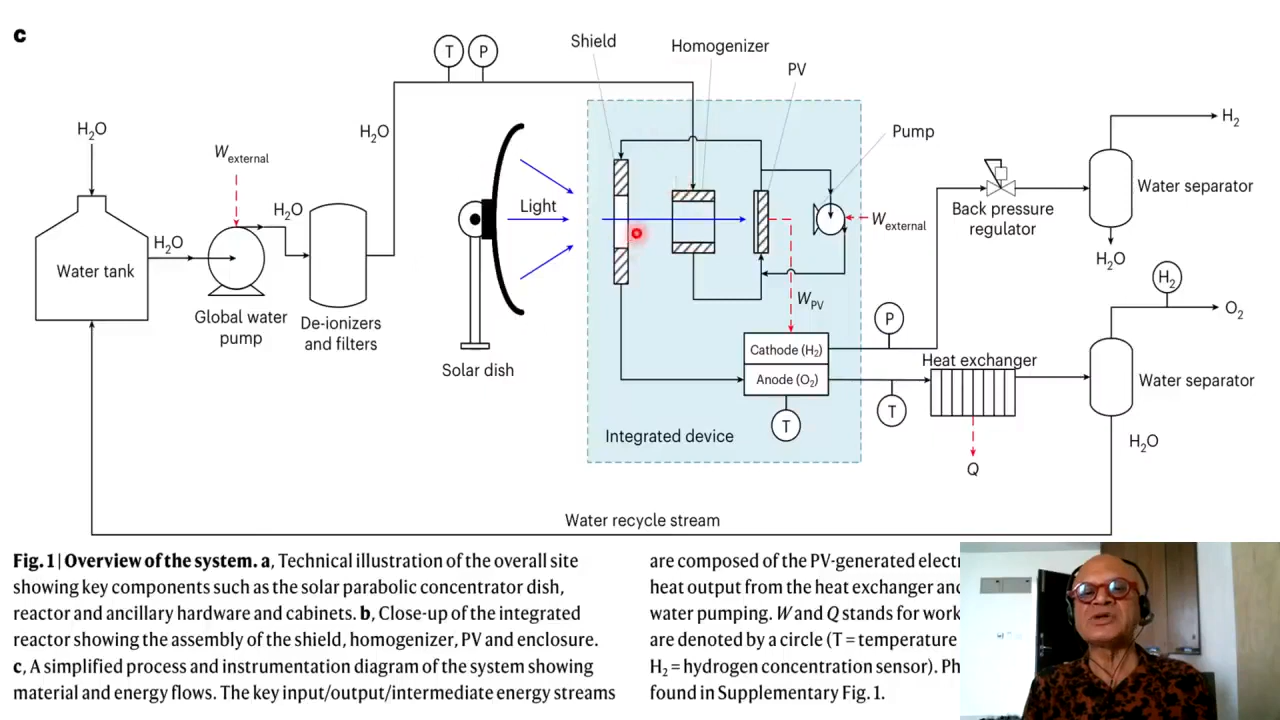 c
T P
Shield
Homogenizer
PV
H₂O
W external
H₂O
H₂O
H₂O
Water tank
Global water
pump
De-ionizers
and filters
Light
Solar dish
Pump
W external
W PV
Cathode (H₂)
Anode (O₂)
T
Integrated device
P
T
Heat exchanger
Q
Back pressure
regulator
H₂
Water separator
H₂O
H₂
O₂
Water separator
H₂O
Water recycle stream
Fig. 1 | Overview of the system. a, Technical illustration of the overall site
showing key components such as the solar parabolic concentrator dish,
reactor and ancillary hardware and cabinets. b, Close-up of the integrated
reactor showing the assembly of the shield, homogenizer, PV and enclosure.
c, A simplified process and instrumentation diagram of the system showing
material and energy flows. The key input/output/intermediate energy streams
are composed of the PV-generated electr
heat output from the heat exchanger and
water pumping. W and Q stands for work
are denoted by a circle (T = temperature
H₂ = hydrogen concentration sensor). Ph
found in Supplementary Fig. 1.